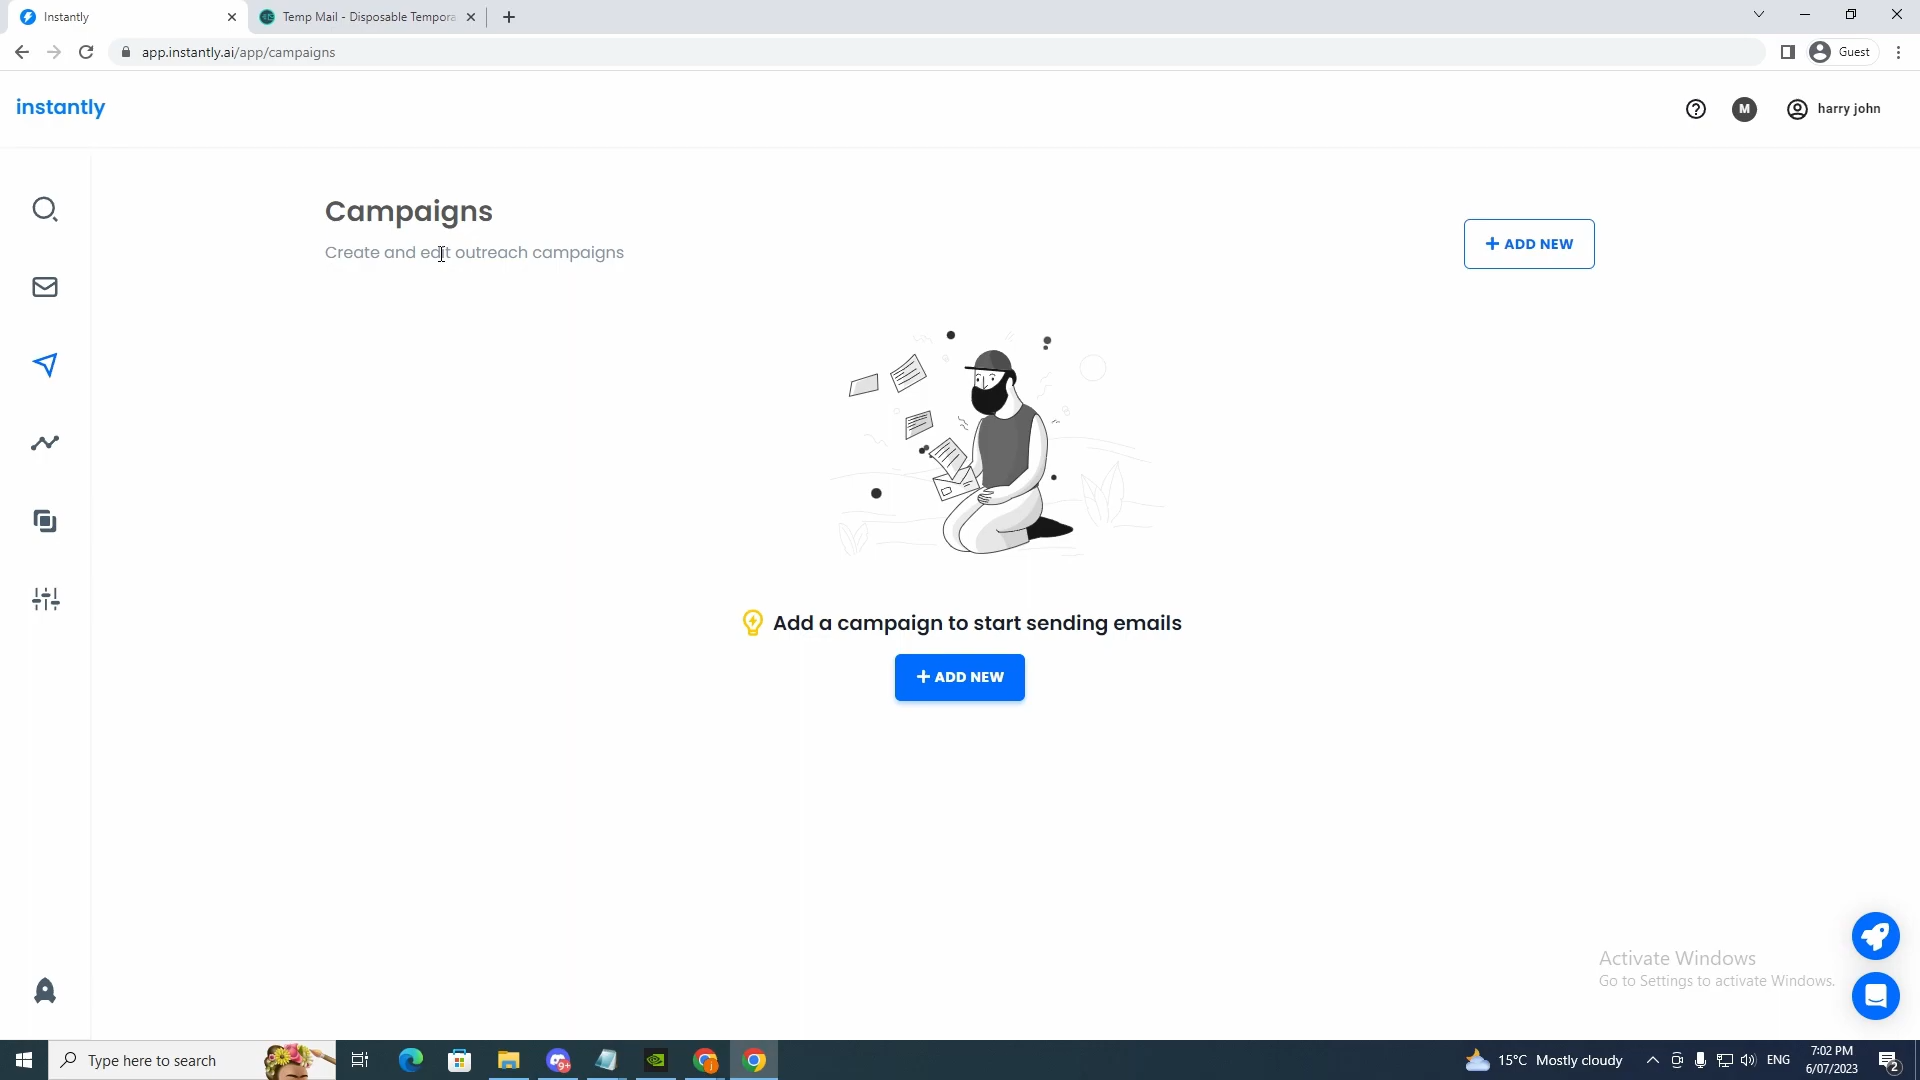 Instantly
Temp Mail - Disposable Tempora
app.instantly.ai/app/campaigns
Guest
instantly
M
harry john
Campaigns
Create and edit outreach campaigns
+ ADD NEW
Add a campaign to start sending emails
+ ADD NEW
Activate Windows
Go to Settings to activate Windows.
Type here to search
9+
15°C Mostly cloudy
ENG
7:02 PM
6/07/2023
2